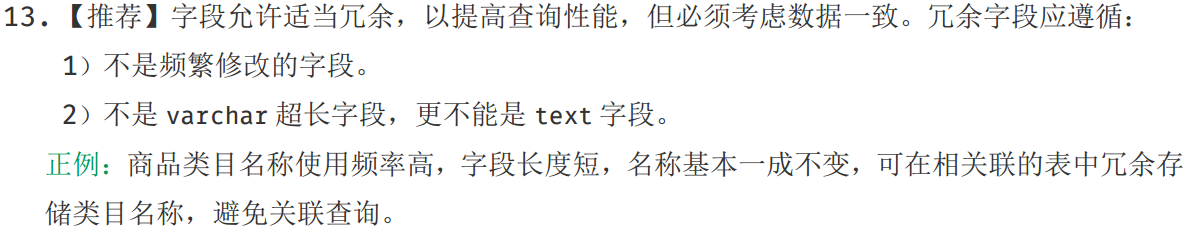 13.【推荐】字段允许适当冗余，以提高查询性能，但必须考虑数据一致。冗余字段应遵循：
1）不是频繁修改的字段。
2）不是 varchar 超长字段，更不能是 text 字段。
正例：商品类目名称使用频率高，字段长度短，名称基本一成不变，可在相关联的表中冗余存
储类目名称，避免关联查询。